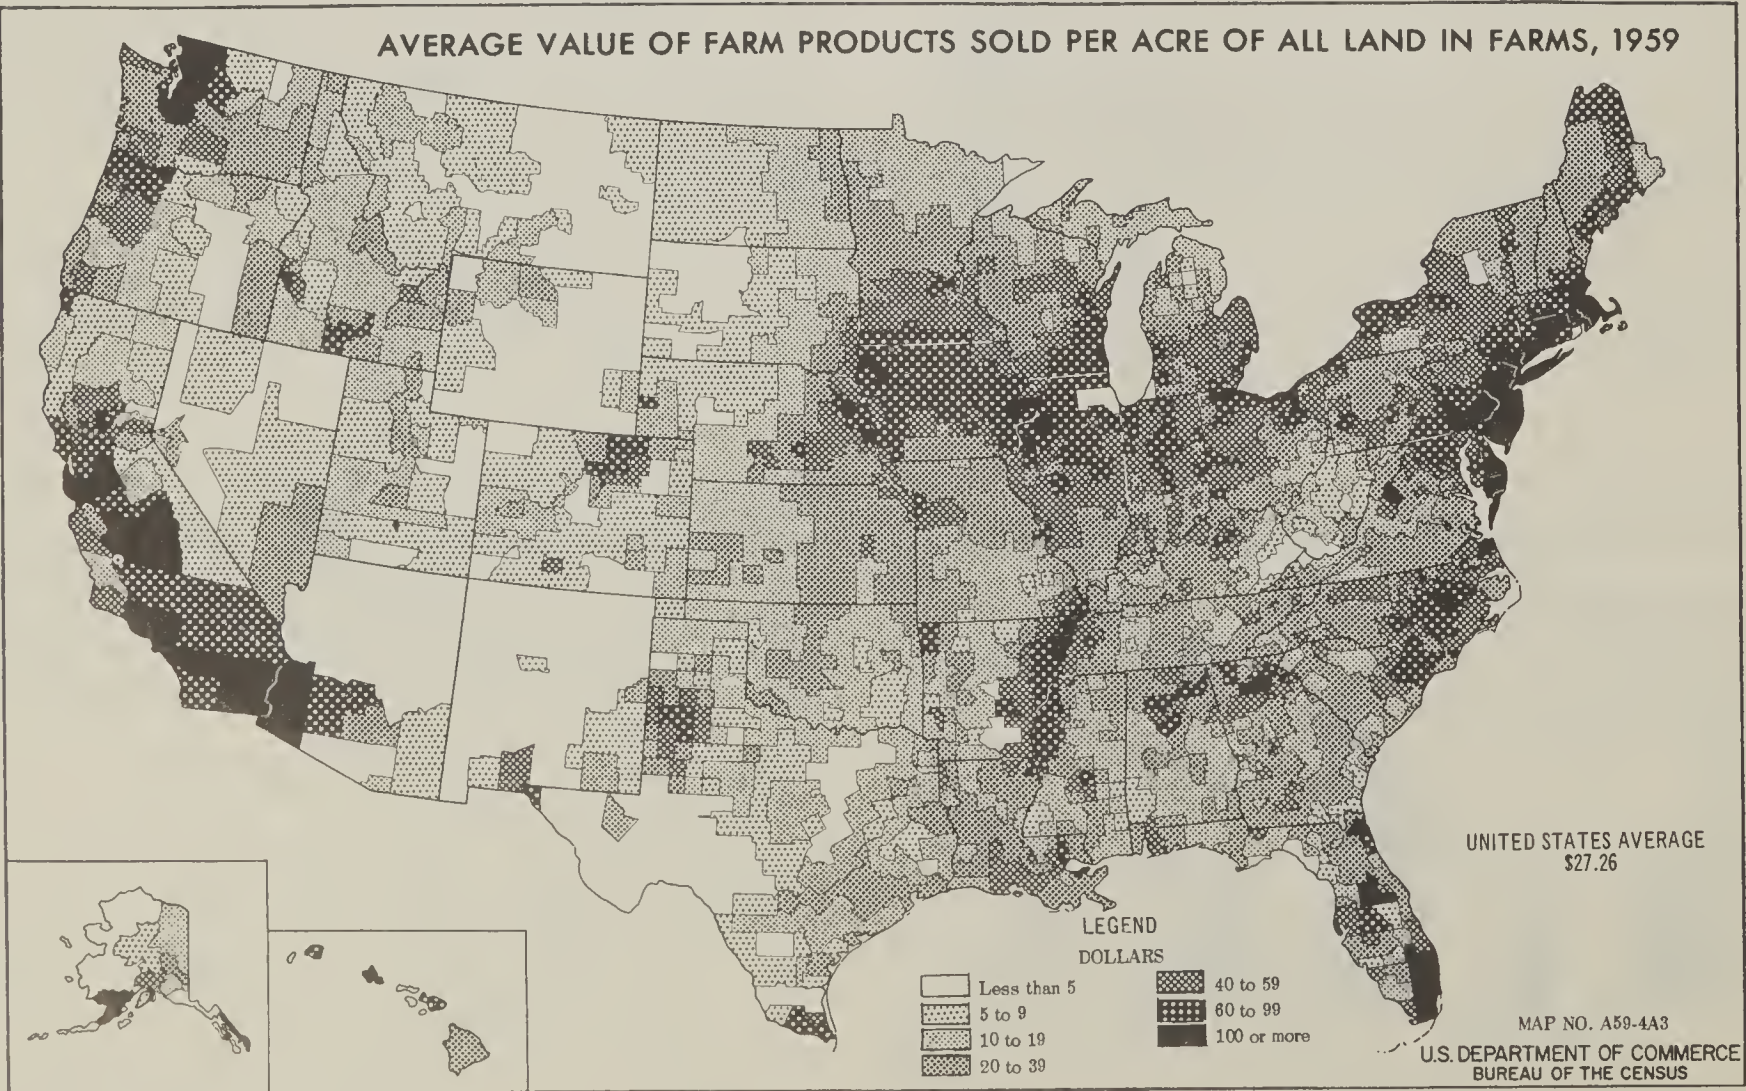 AVERAGE VALUE OF FARM PRODUCTS SOLD PER ACRE OF ALL LAND IN FARMS, 1959
UNITED STATES AVERAGE
$27.26
LEGEND
DOLLARS
Less than 5
5 to 9
10 to 19
20 to 39
40 to 59
60 to 99
100 or more
MAP NO. A59-4A3
U.S. DEPARTMENT OF COMMERCE
BUREAU OF THE CENSUS